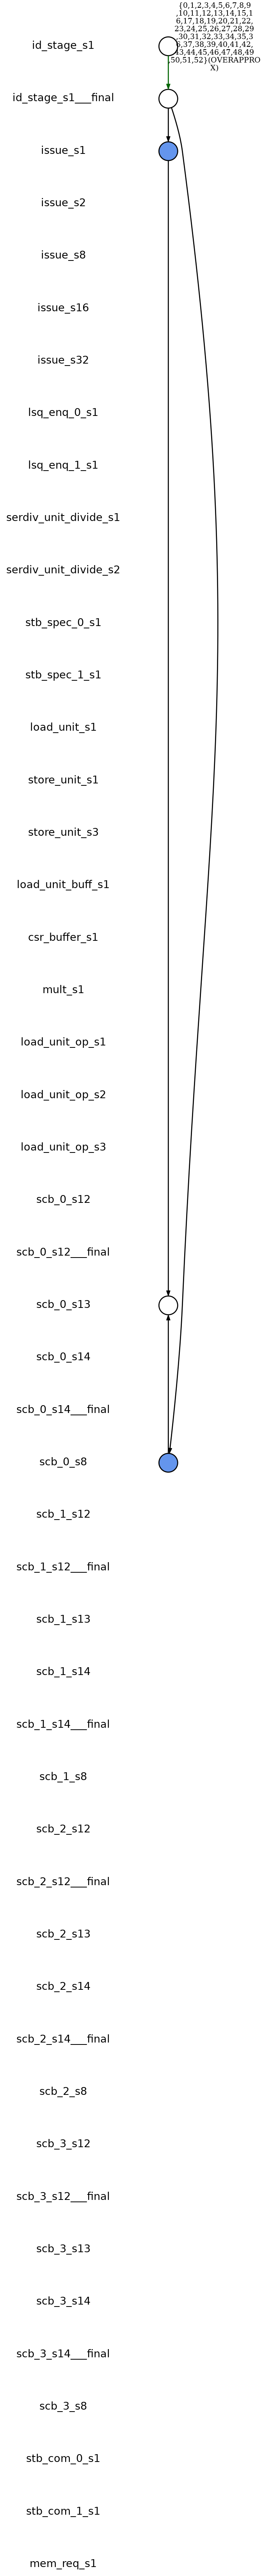 {0,1,2,3,4,5,6,7,8,9
,10,11,12,13,14,15,1
6,17,18,19,20,21,22,
23,24,25,26,27,28,29
,30,31,32,33,34,35,3
6,37,38,39,40,41,42,
43,44,45,46,47,48,49
,50,51,52}(OVERAPPRO
X)
id_stage_s1
id_stage_s1___final
issue_s1
issue_s2
issue_s8
issue_s16
issue_s32
lsq_enq_0_s1
lsq_enq_1_s1
serdiv_unit_divide_s1
serdiv_unit_divide_s2
stb_spec_0_s1
stb_spec_1_s1
load_unit_s1
store_unit_s1
store_unit_s3
load_unit_buff_s1
csr_buffer_s1
mult_s1
load_unit_op_s1
load_unit_op_s2
load_unit_op_s3
scb_0_s12
scb_0_s12___final
scb_0_s13
scb_0_s14
scb_0_s14___final
scb_0_s8
scb_1_s12
scb_1_s12___final
scb_1_s13
scb_1_s14
scb_1_s14___final
scb_1_s8
scb_2_s12
scb_2_s12___final
scb_2_s13
scb_2_s14
scb_2_s14___final
scb_2_s8
scb_3_s12
scb_3_s12___final
scb_3_s13
scb_3_s14
scb_3_s14___final
scb_3_s8
stb_com_0_s1
stb_com_1_s1
mem_req_s1